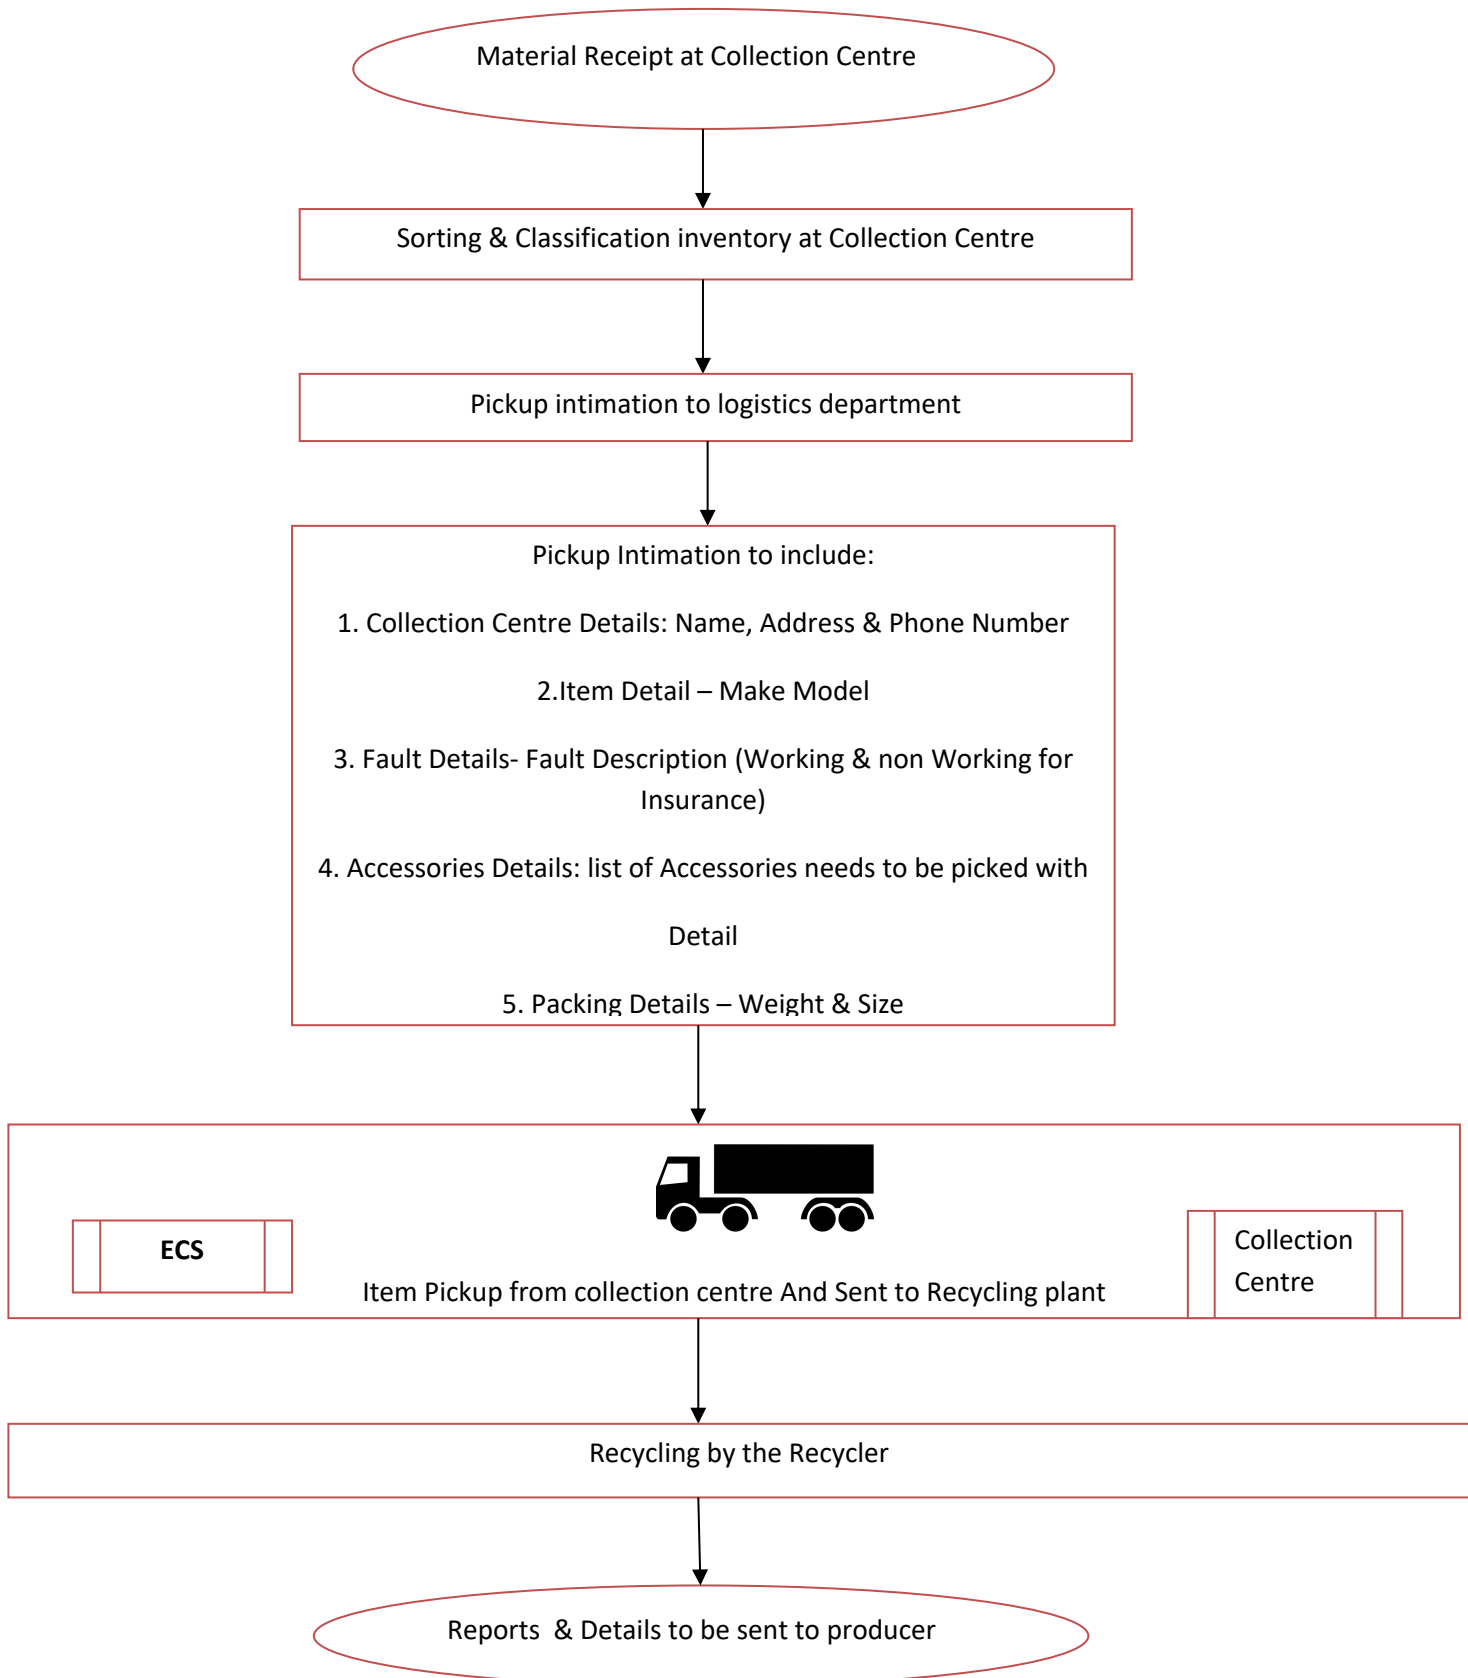 Material Receipt at Collection Centre
Sorting & Classification inventory at Collection Centre
Pickup intimation to logistics department
Pickup Intimation to include:
1. Collection Centre Details: Name, Address & Phone Number
2.Item Detail – Make Model
3. Fault Details- Fault Description (Working & non Working for
Insurance)
4. Accessories Details: list of Accessories needs to be picked with
Detail
5. Packing Details – Weight & Size
ECS
Collection
Centre
Item Pickup from collection centre And Sent to Recycling plant
Recycling by the Recycler
Reports  & Details to be sent to producer